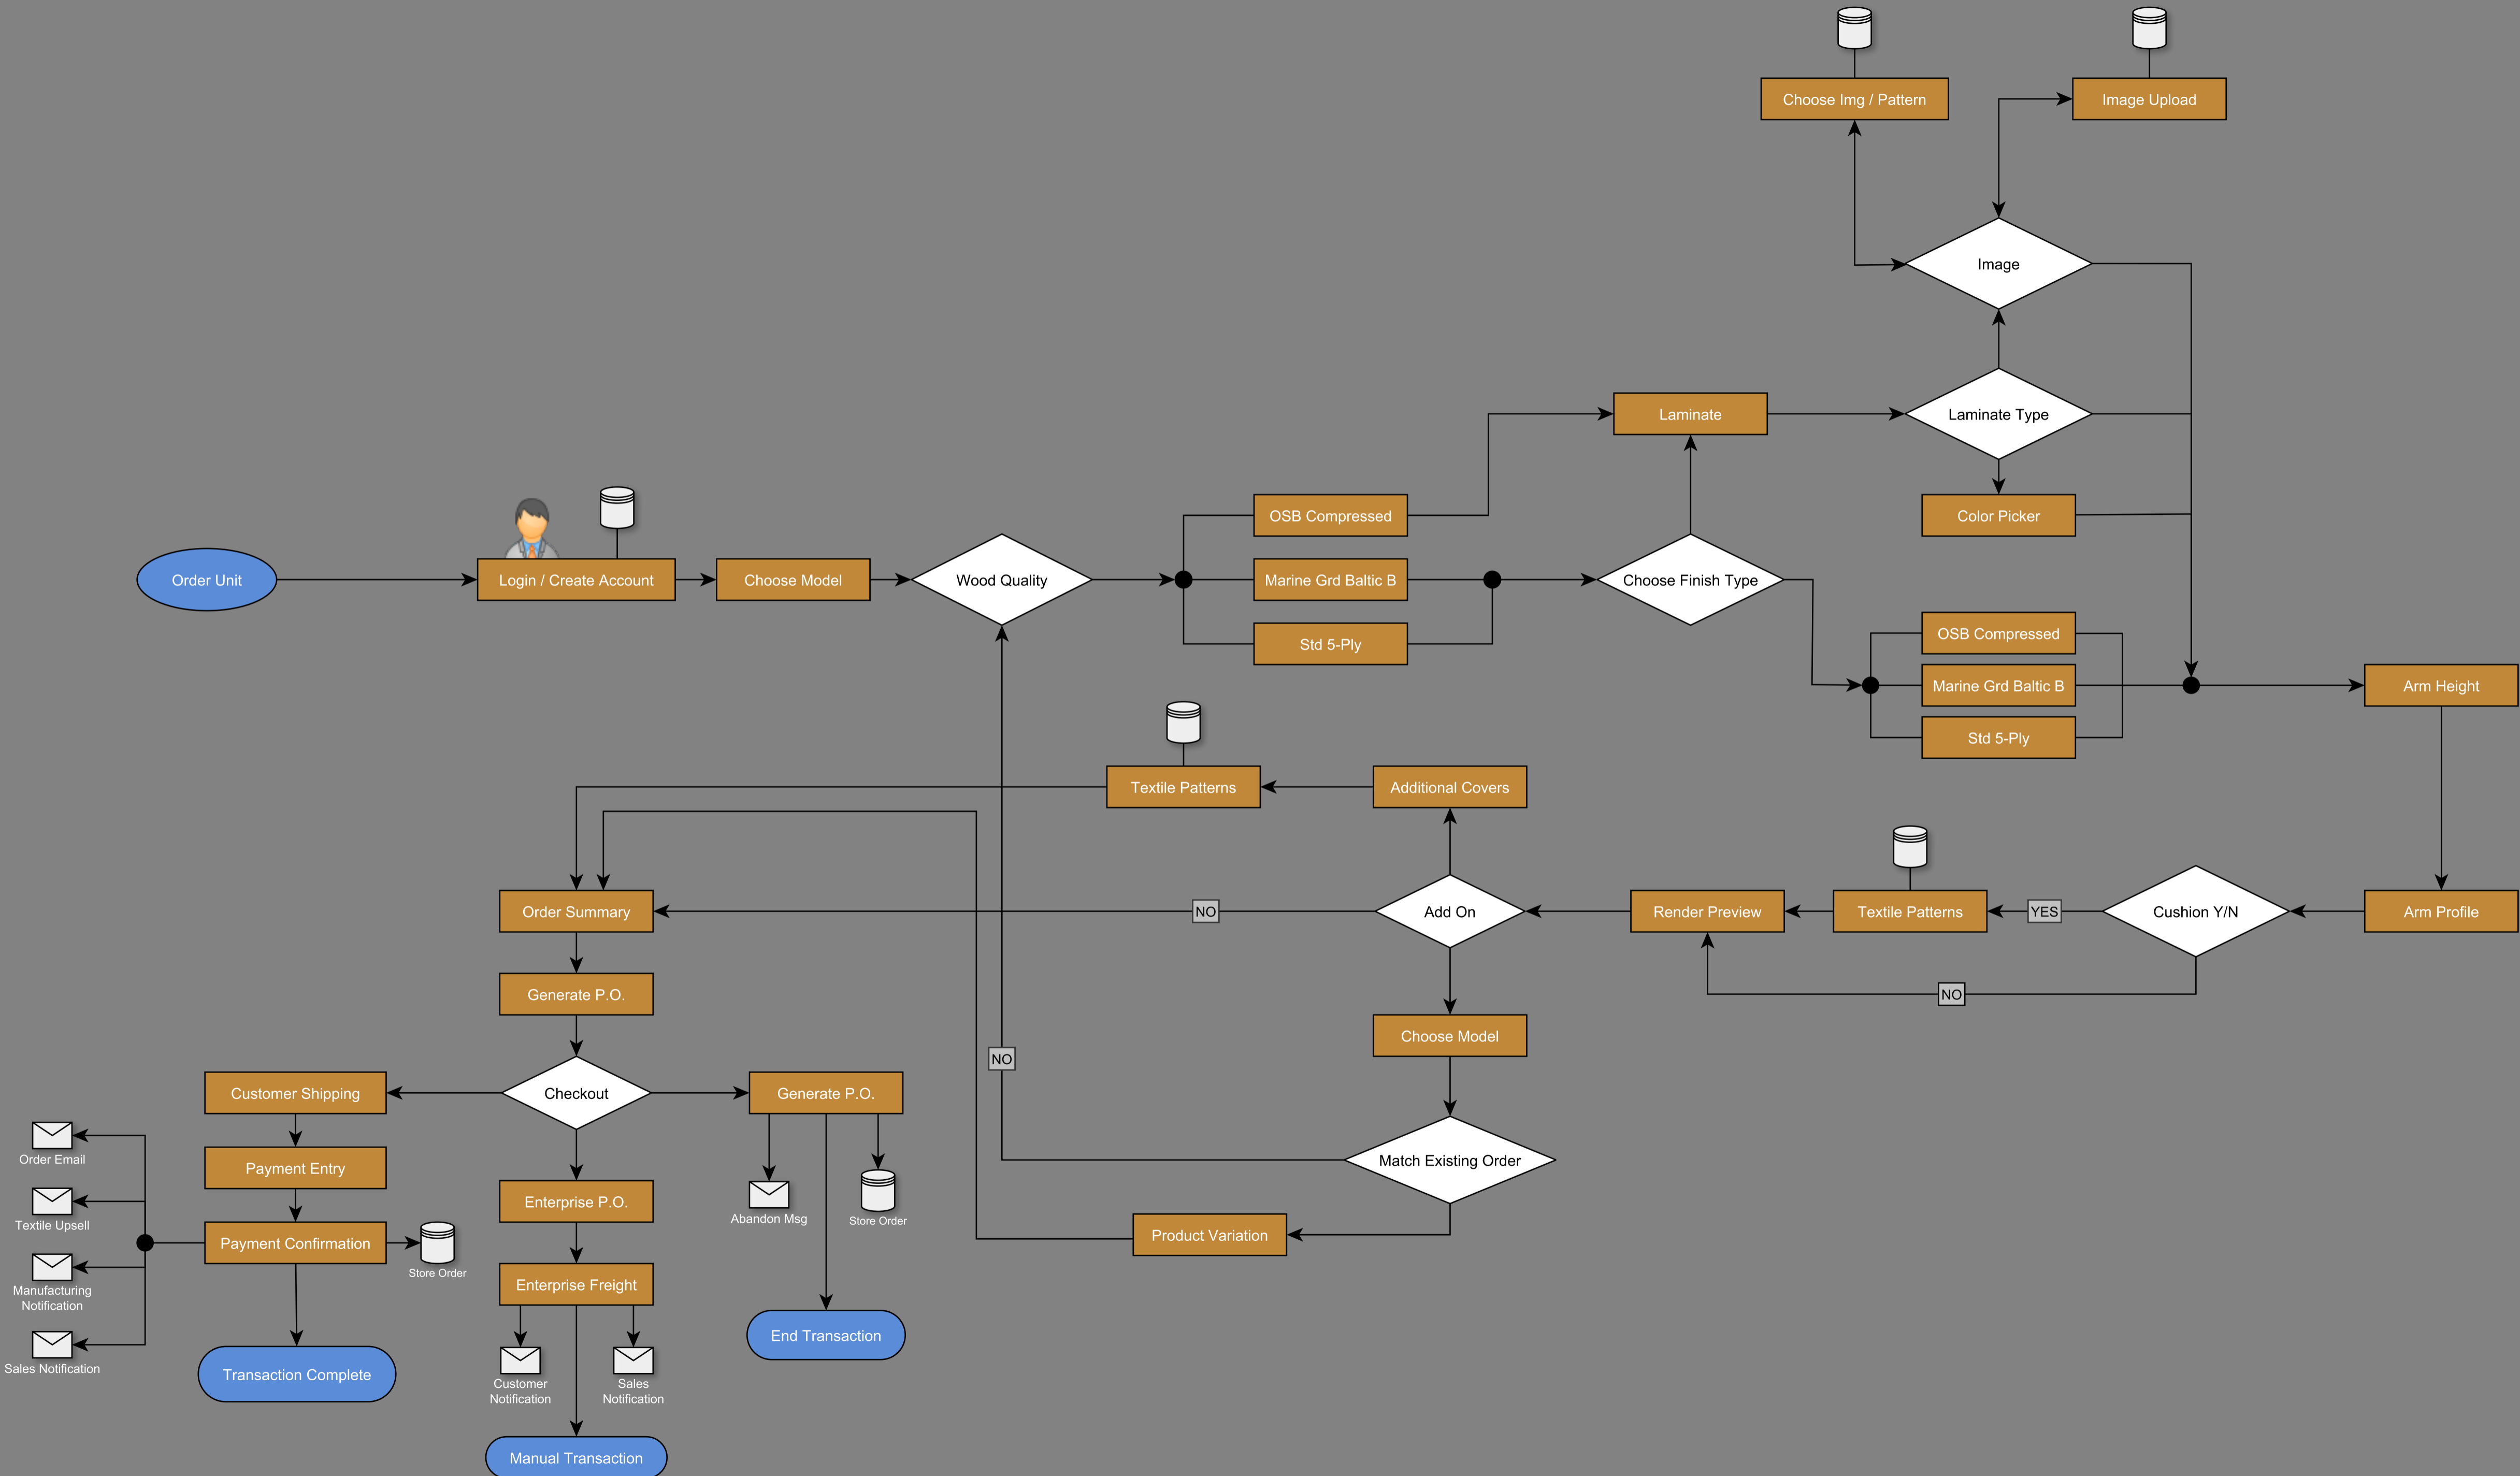 Choose Img / Pattern
Image Upload
Image
Laminate
Laminate Type
OSB Compressed
Color Picker
Order Unit
Login / Create Account
Choose Model
Wood Quality
Marine Grd Baltic B
Choose Finish Type
Std 5-Ply
OSB Compressed
Marine Grd Baltic B
Arm Height
Std 5-Ply
Textile Patterns
Additional Covers
Order Summary
NO
Add On
Render Preview
Textile Patterns
YES
Cushion Y/N
Arm Profile
Generate P.O.
NO
Choose Model
NO
Customer Shipping
Checkout
Generate P.O.
Order Email
Payment Entry
Match Existing Order
Enterprise P.O.
Abandon Msg
Store Order
Textile Upsell
Payment Confirmation
Product Variation
Store Order
Enterprise Freight
Manufacturing
Notification
End Transaction
Sales Notification
Transaction Complete
Customer
Notification
Sales
Notification
Manual Transaction